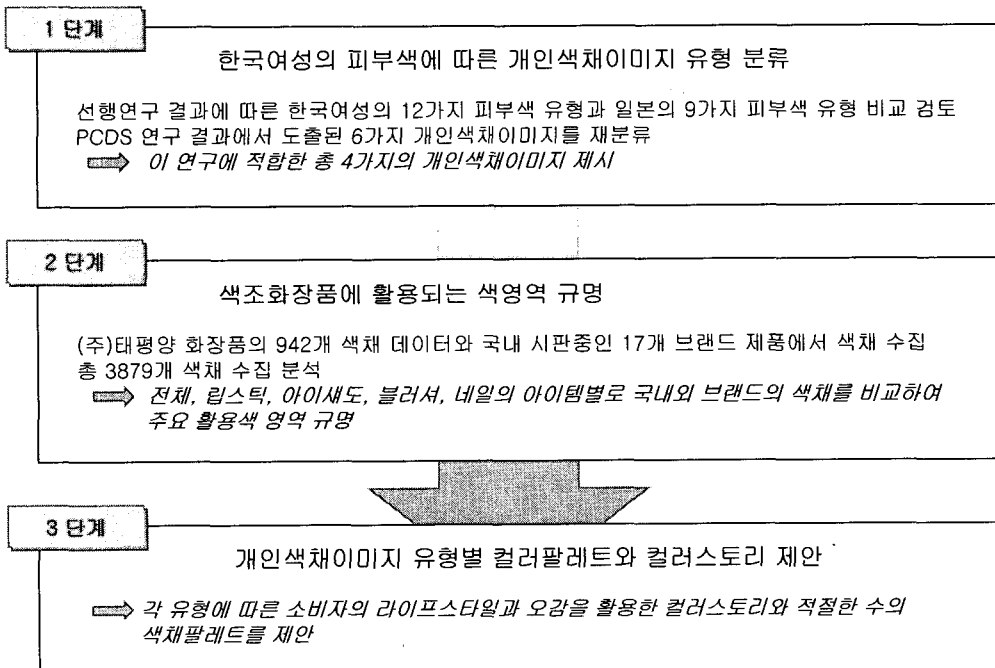 1 단계
한국여성의 피부색에 따른 개인색채이미지 유형 분류
선행연구 결과에 따른 한국여성의 12가지 피부색 유형과 일본의 9가지 피부색 유형 비교 검토
PCDS 연구 결과에서 도출된 6가지 개인색채이미지를 재분류
이 연구에 적합한 총 4가지의 개인색채이미지 제시
2 단계
색조화장품에 활용되는 색영역 규명
(주)태평양 화장품의 942개 색채 데이터와 국내 시판중인 17개 브랜드 제품에서 색채 수집
총 3879개 색채 수집 분석
전체, 립스틱, 아이섀도, 블러셔, 네일의 아이템별로 국내외 브랜드의 색채를 비교하여
주요 활용색 영역 규명
3 단계
개인색채이미지 유형별 컬러팔레트와 컬러스토리 제안
각 유형에 따른 소비자의 라이프스타일과 오감을 활용한 컬러스토리와 적절한 수의
색채팔레트를 제안